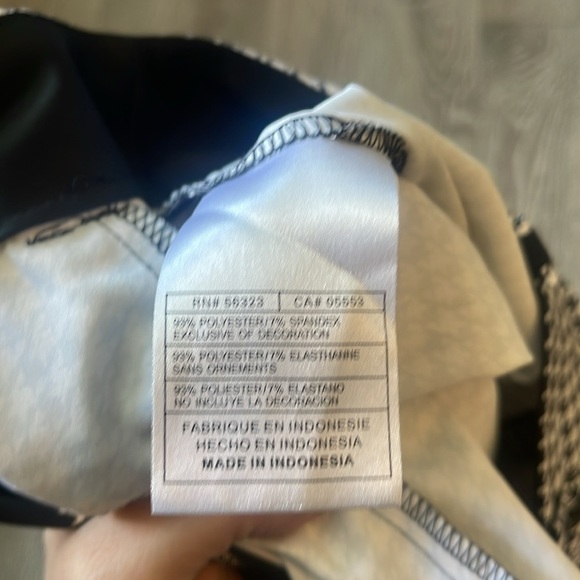 RN# 56323 CA# 05553
93% POLYESTER/7% SPANDEX
EXCLUSIVE OF DECORATION
93% POLYESTER/7% ELASTHANNE
SANS ORNEMENTS
93% POLIESTER/7% ELASTANO
NO INCLUYE LA DECORACION
FABRIQUE EN INDONESIE
HECHO EN INDONESIA
MADE IN INDONESIA